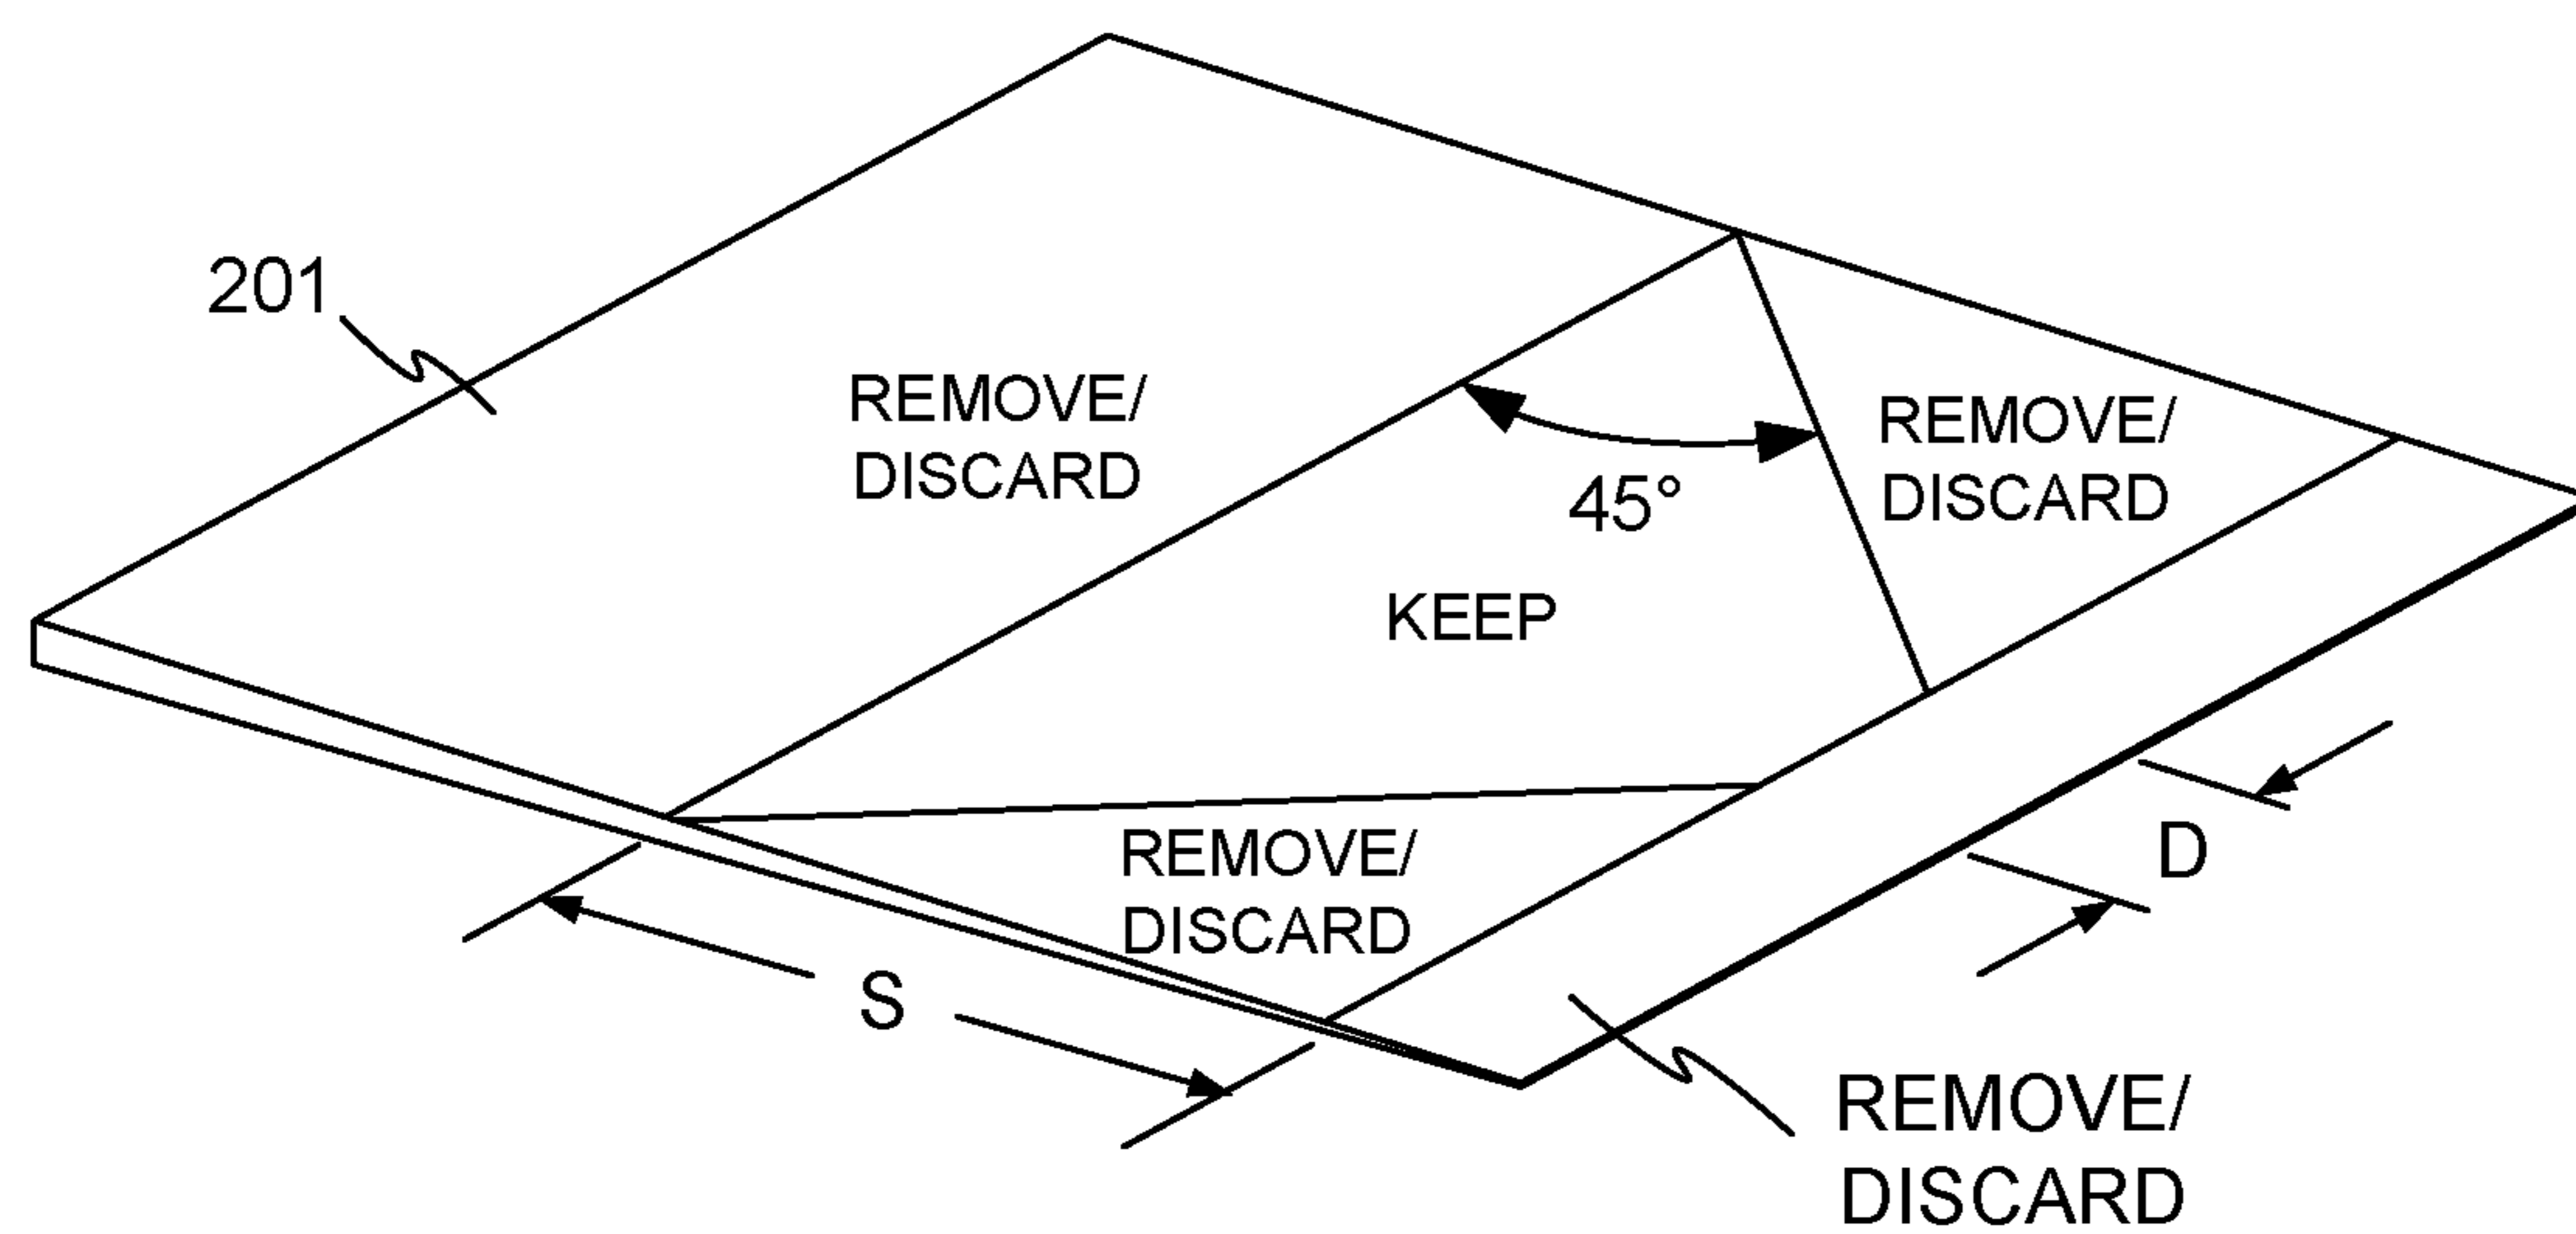 201
REMOVE/
DISCARD
REMOVE/
DISCARD
45°
KEEP
REMOVE/
DISCARD
D
S
REMOVE/
DISCARD